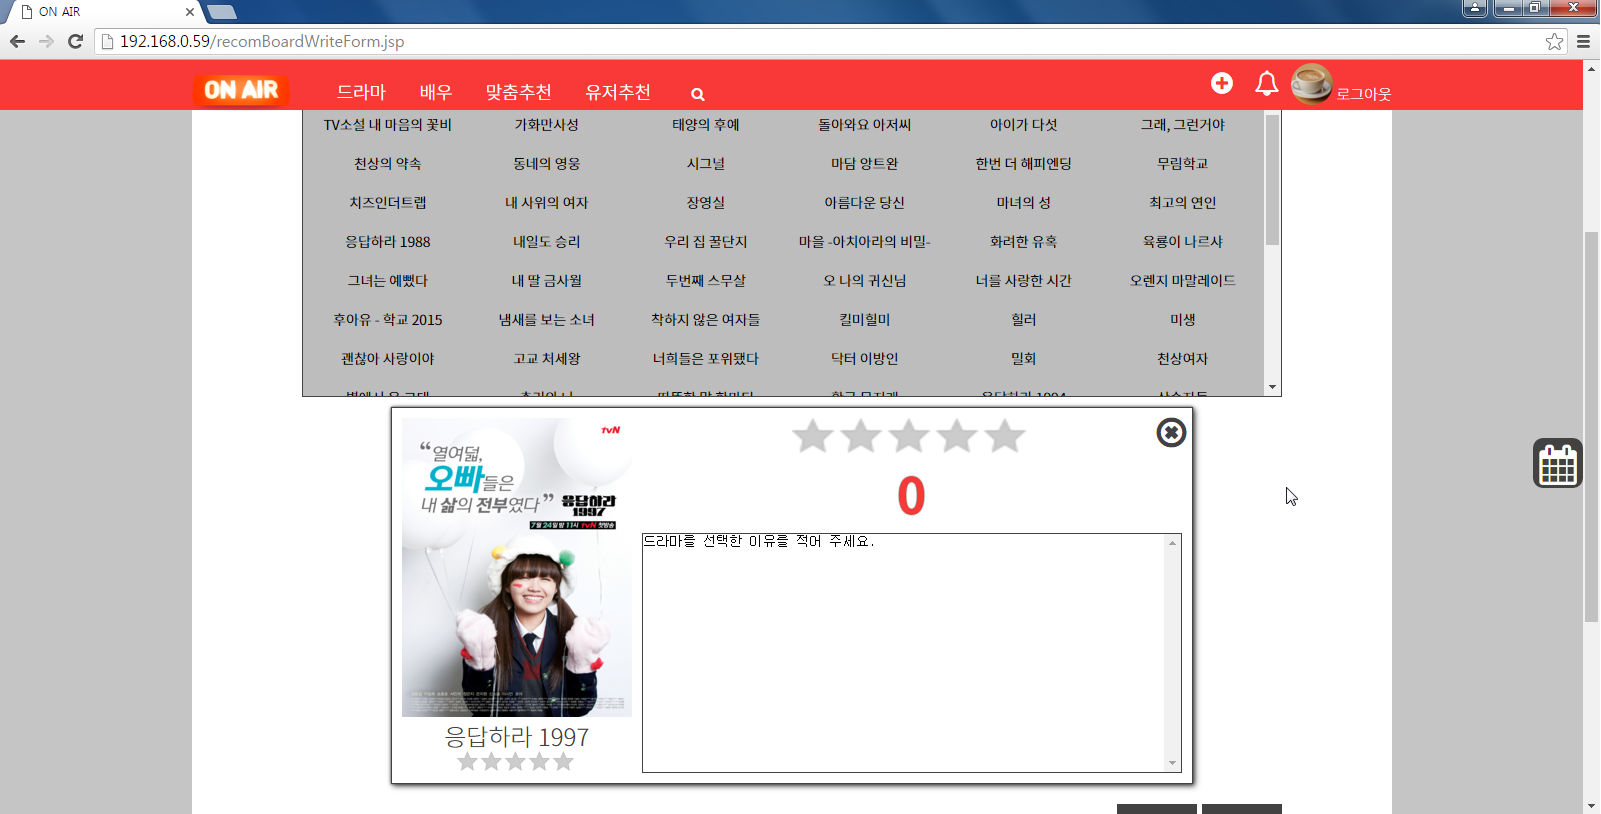 ON AIR
192.168.0.59/recomBoardWriteForm.jsp
ON AIR
드라마 배우 맞춤추천 유저추천 로그아웃
TV소설 내 마음의 꽃비 가화만사성 태양의 후예 돌아와요 아저씨 아이가 다섯 그래, 그런거야
천상의 약속 동네의 영웅 시그널 마담 앙트완 한번 더 해피엔딩 무림학교
치즈인더트랩 내 사위의 여자 장영실 아름다운 당신 마녀의 성 최고의 연인
응답하라 1988 내일도 승리 우리 집 꿀단지 마을 -아치아라의 비밀- 화려한 유혹 육룡이 나르샤
그녀는 예뻤다 내 딸 금사월 두번째 스무살 오 나의 귀신님 너를 사랑한 시간 오렌지 마말레이드
후아유 - 학교 2015 냄새를 보는 소녀 착하지 않은 여자들 킬미힐미 힐러 미생
괜찮아 사랑이야 고교 처세왕 너희들은 포위됐다 닥터 이방인 밀회 천상여자
tvN
“열여덟,
오빠들은
내 삶의 전부였다”
응답하라
1997
7월 24일 밤 11시 tvN 첫방송
응답하라 1997
0
드라마를 선택한 이유를 적어 주세요.